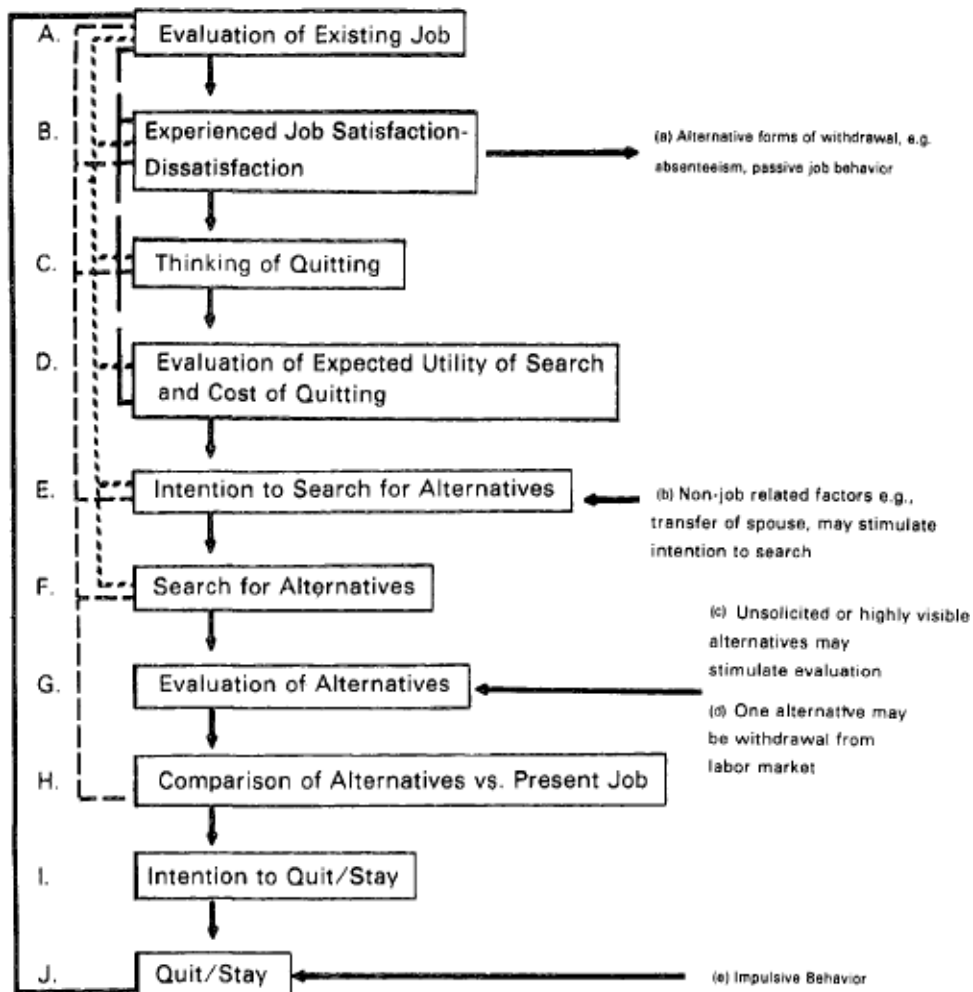 A. Evaluation of Existing Job
B. Experienced Job Satisfaction-
Dissatisfaction
(a) Alternative forms of withdrawal, e.g.
absenteeism, passive job behavior
C. Thinking of Quitting
D. Evaluation of Expected Utility of Search
and Cost of Quitting
E. Intention to Search for Alternatives
(b) Non-job related factors e.g.,
transfer of spouse, may stimulate
intention to search
F. Search for Alternatives
(c) Unsolicited or highly visible
alternatives may
stimulate evaluation
G. Evaluation of Alternatives
(d) One alternative may
be withdrawal from
labor market
H. Comparison of Alternatives vs. Present Job
I. Intention to Quit/Stay
J. Quit/Stay
(e) Impulsive Behavior